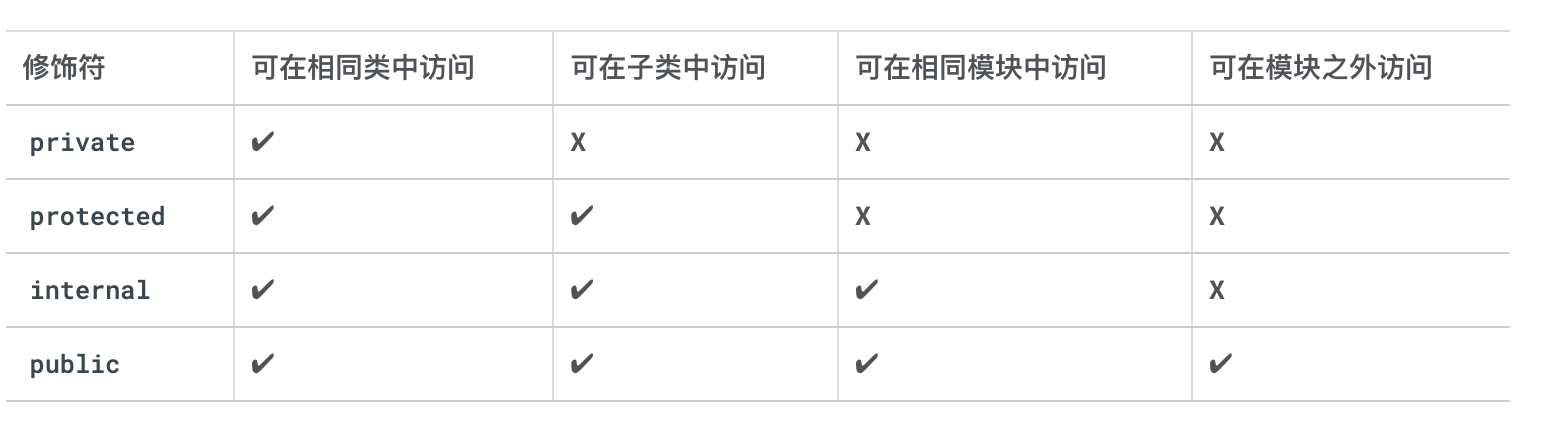 修饰符 可在相同类中访问 可在子类中访问 可在相同模块中访问 可在模块之外访问
private ✔ X X X
protected ✔ ✔ X X
internal ✔ ✔ ✔ X
public ✔ ✔ ✔ ✔